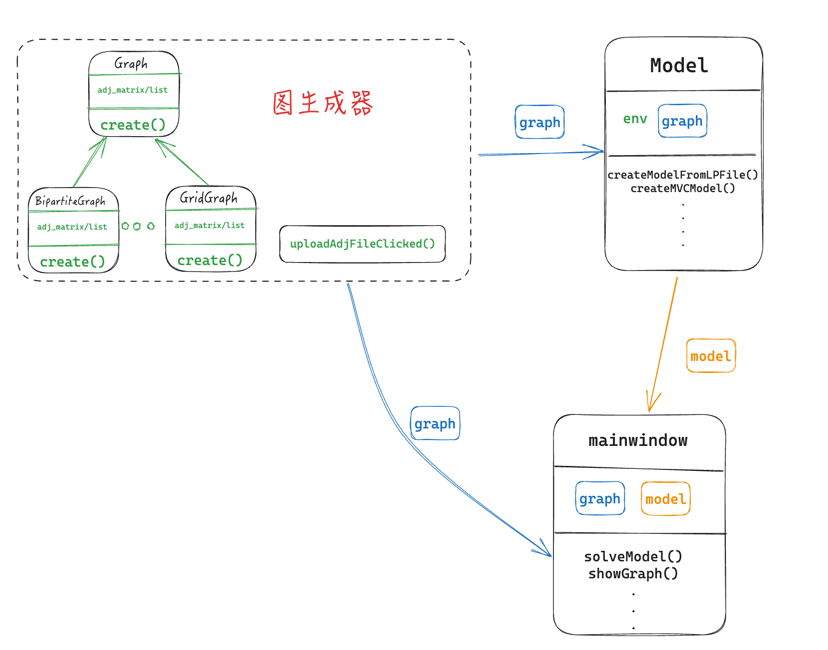 Graph
adj_matrix/list
create()
图生成器
BipartiteGraph
adj_matrix/list
create()
GridGraph
adj_matrix/list
create()
uploadAdjFileClicked()
graph
Model
env
graph
createModelFromLPFile()
createMVCModel()
model
graph
mainwindow
graph
model
solveModel()
showGraph()